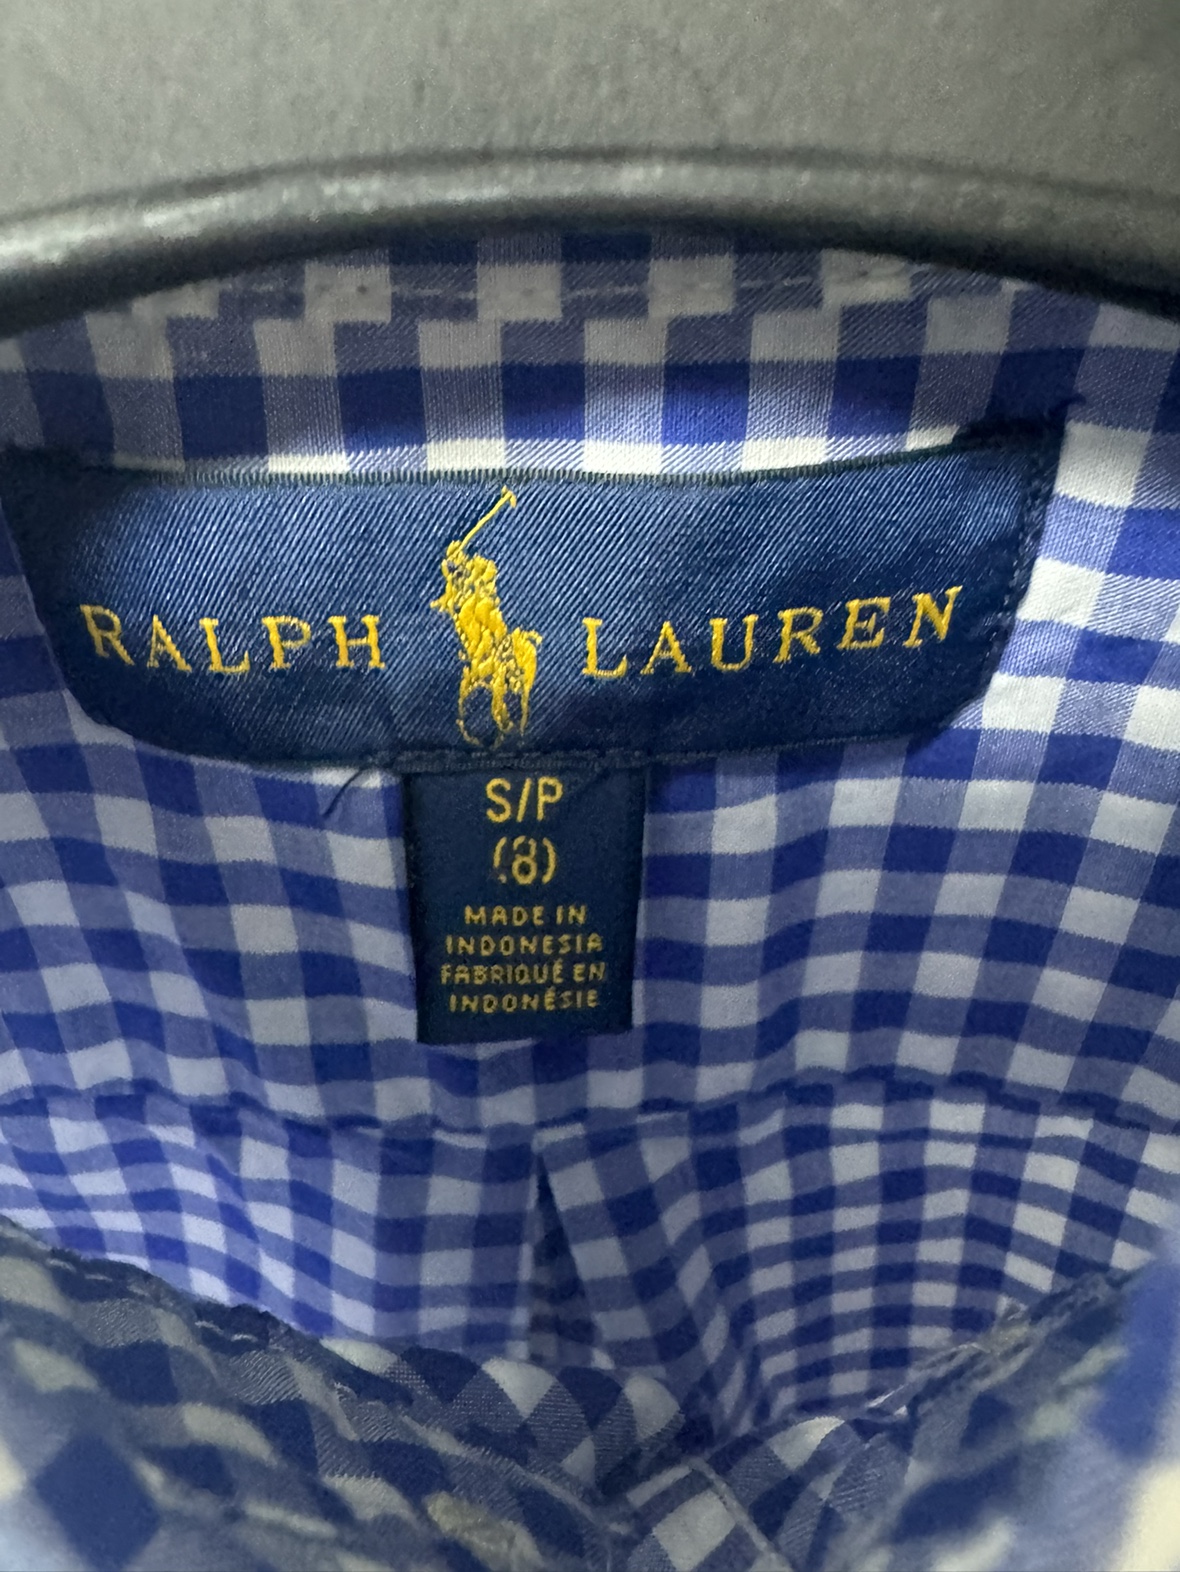 RALPH LAUREN
S/P
(8)
MADE IN
INDONESIA
FABRIQUÉ EN
INDONÉSIE